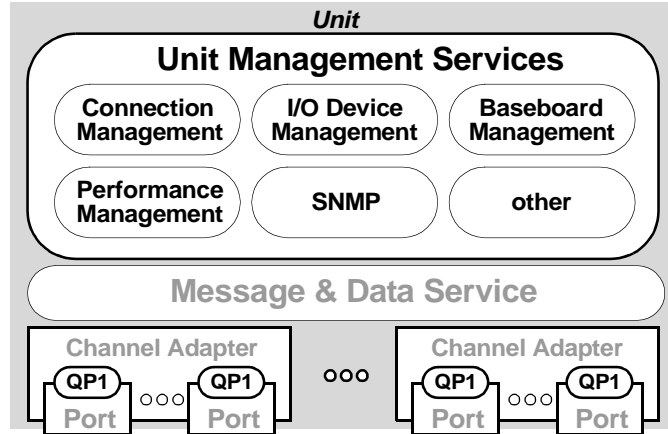 Unit
Unit Management Services
Connection
Management
I/O Device
Management
Baseboard
Management
Performance
Management
SNMP
other
Message & Data Service
Channel Adapter
QP1
QP1
Port
Port
Channel Adapter
QP1
QP1
Port
Port